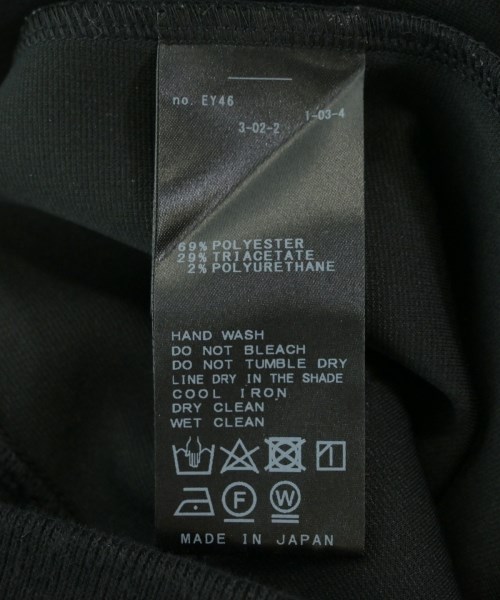 no. EY46
1-03-4
3-02-2
69% POLYESTER
29% TRIACETATE
2% POLYURETHANE
HAND WASH
DO NOT BLEACH
DO NOT TUMBLE DRY
LINE DRY IN THE SHADE
COOL IRON
DRY CLEAN
WET CLEAN
F W
MADE IN JAPAN